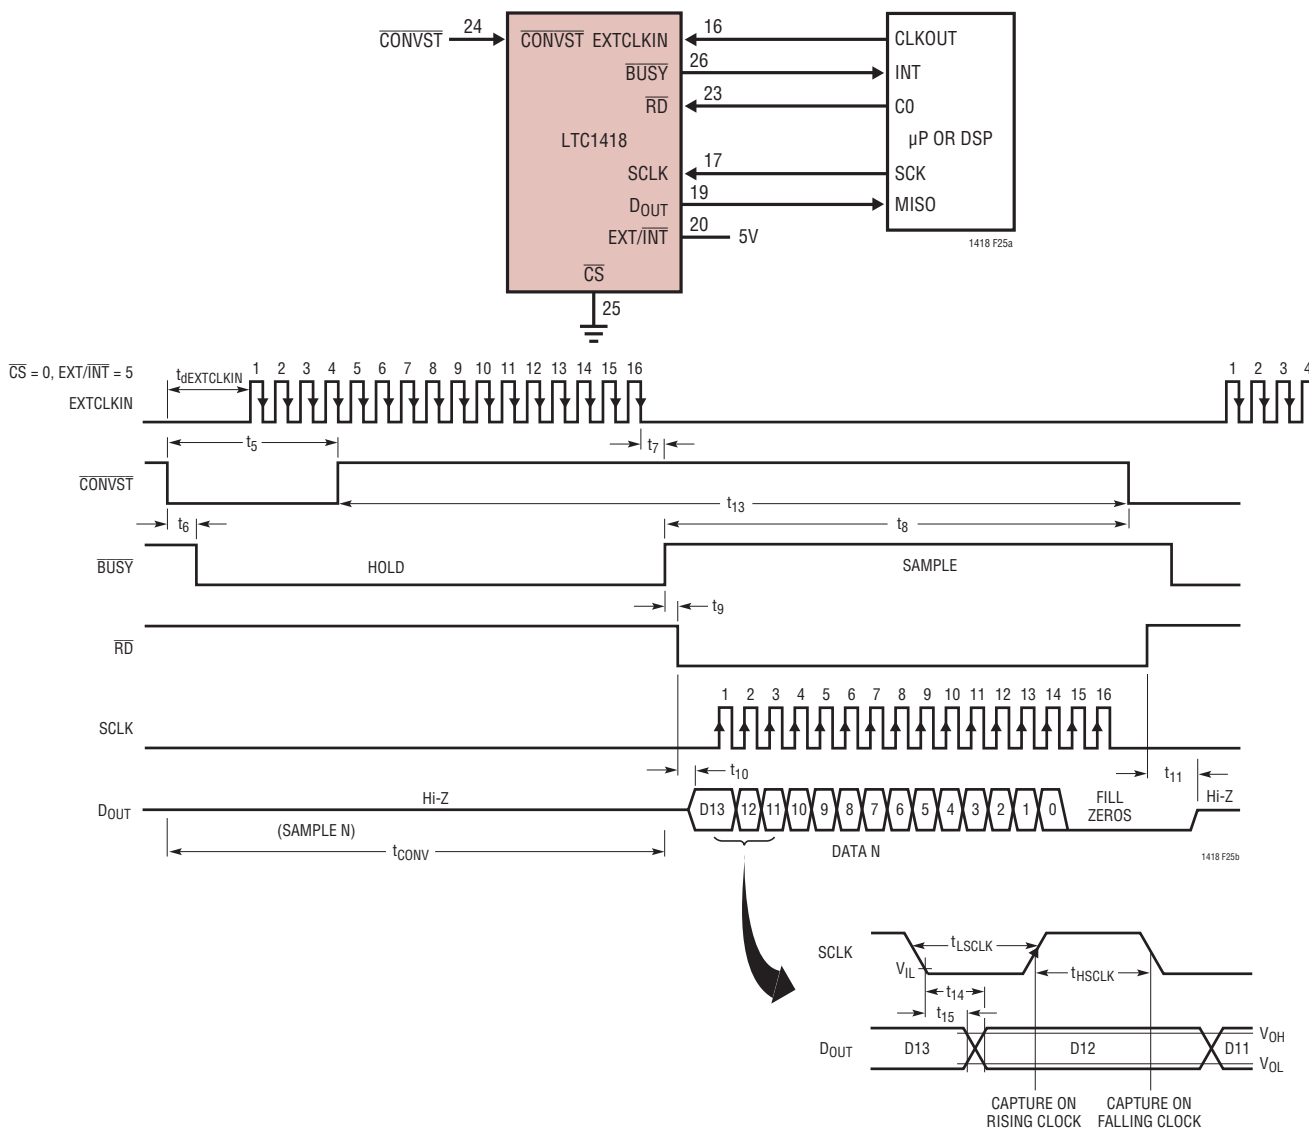 CONVST 24 CONVST EXTCLKIN 16 CLKOUT
BUSY 26 INT
RD 23 C0
LTC1418 µP OR DSP
SCLK 17 SCK
DOUT 19 MISO
EXT/INT 20 5V
1418 F25a
CS
25
CS = 0, EXT/INT = 5
tdEXTCLKIN
1 2 3 4 5 6 7 8 9 10 11 12 13 14 15 16 1 2 3 4
EXTCLKIN
t5
t7
CONVST
t13
t6
t8
BUSY
HOLD
SAMPLE
t9
RD
1 2 3 4 5 6 7 8 9 10 11 12 13 14 15 16
SCLK
t10
t11
DOUT
Hi-Z
D13 12 11 10 9 8 7 6 5 4 3 2 1 0
FILL
ZEROS
Hi-Z
(SAMPLE N)
tCONV
DATA N
1418 F25b
SCLK
tLSCLK
VIL
tHSCLK
t14
t15
DOUT
D13
D12
D11
VOH
VOL
CAPTURE ON
RISING CLOCK
CAPTURE ON
FALLING CLOCK